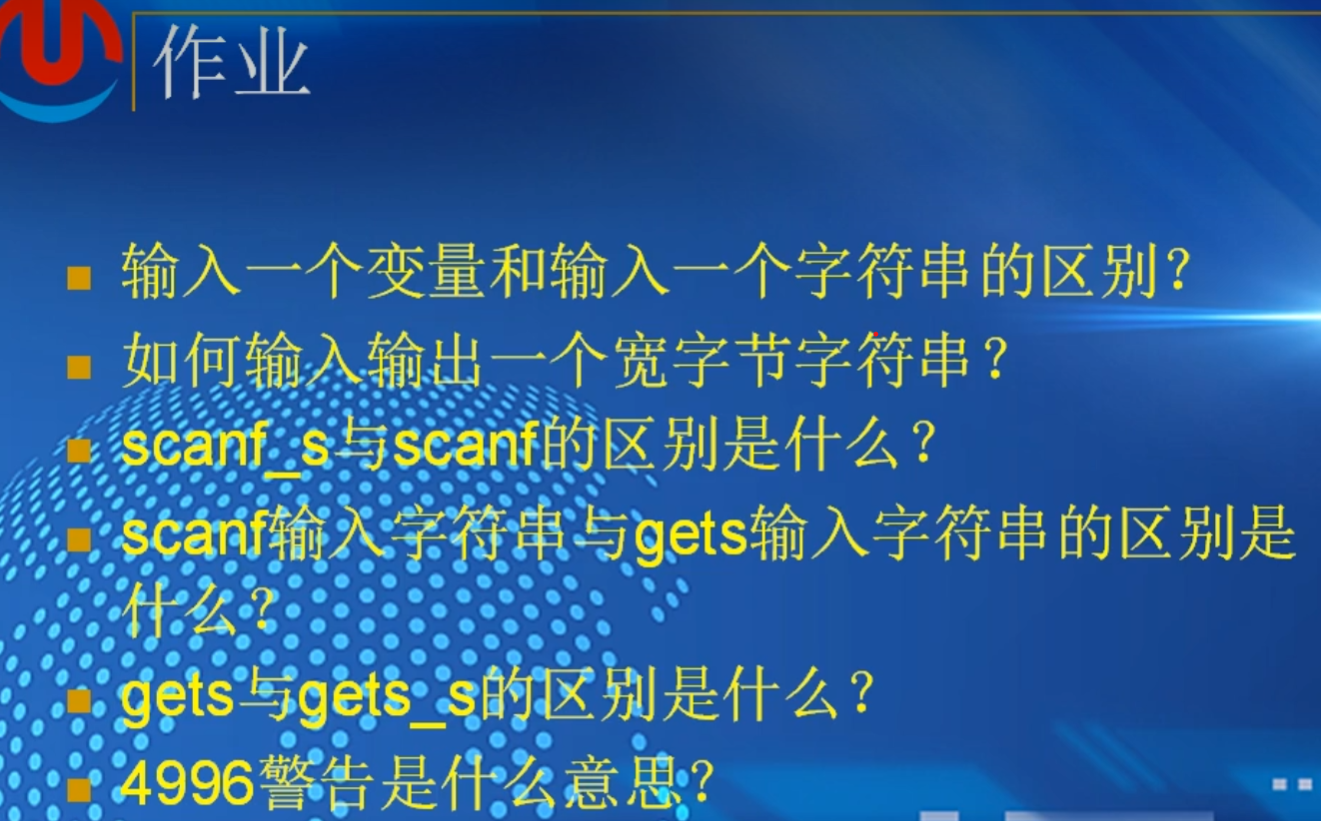 作业
输入一个变量和输入一个字符串的区别？
如何输入输出一个宽字节字符串？
scanf_s与scanf的区别是什么？
scanf输入字符串与gets输入字符串的区别是
什么？
gets与gets_s的区别是什么？
4996警告是什么意思？